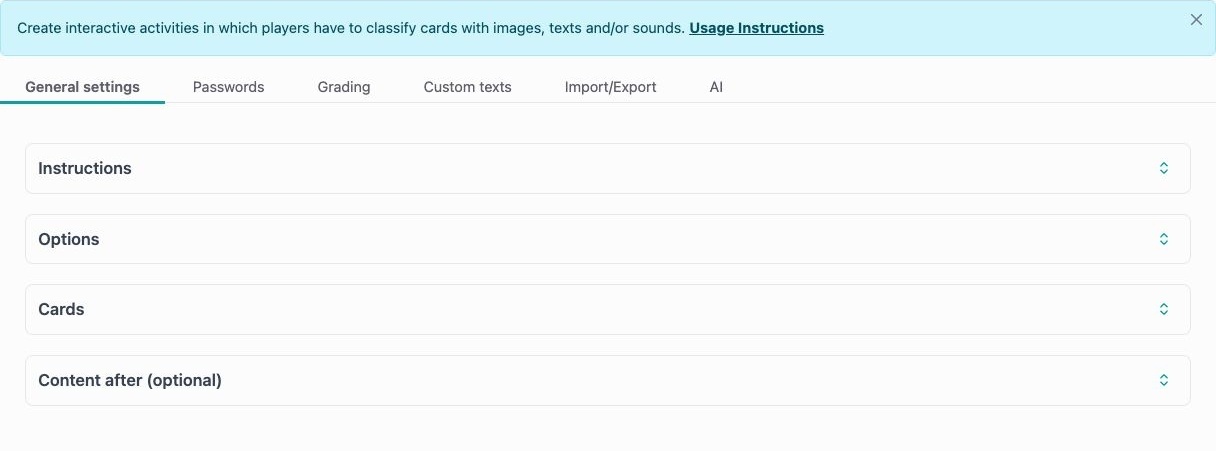 Create interactive activities in which players have to classify cards with images, texts and/or sounds. Usage Instructions
General settings Passwords Grading Custom texts Import/Export AI
Instructions
Options
Cards
Content after (optional)